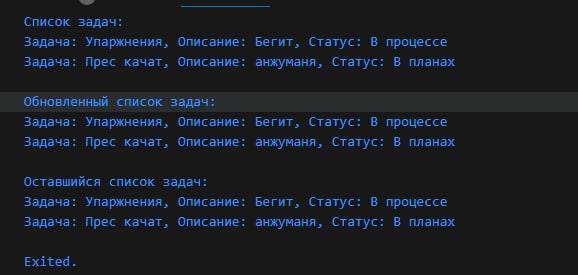 Список задач:
Задача: Упаржнения, Описание: Бегит, Статус: В процессе
Задача: Прес качат, Описание: анжуманя, Статус: В планах
Обновленный список задач:
Задача: Упаржнения, Описание: Бегит, Статус: В процессе
Задача: Прес качат, Описание: анжуманя, Статус: В планах
Оставшийся список задач:
Задача: Упаржнения, Описание: Бегит, Статус: В процессе
Задача: Прес качат, Описание: анжуманя, Статус: В планах
Exited.